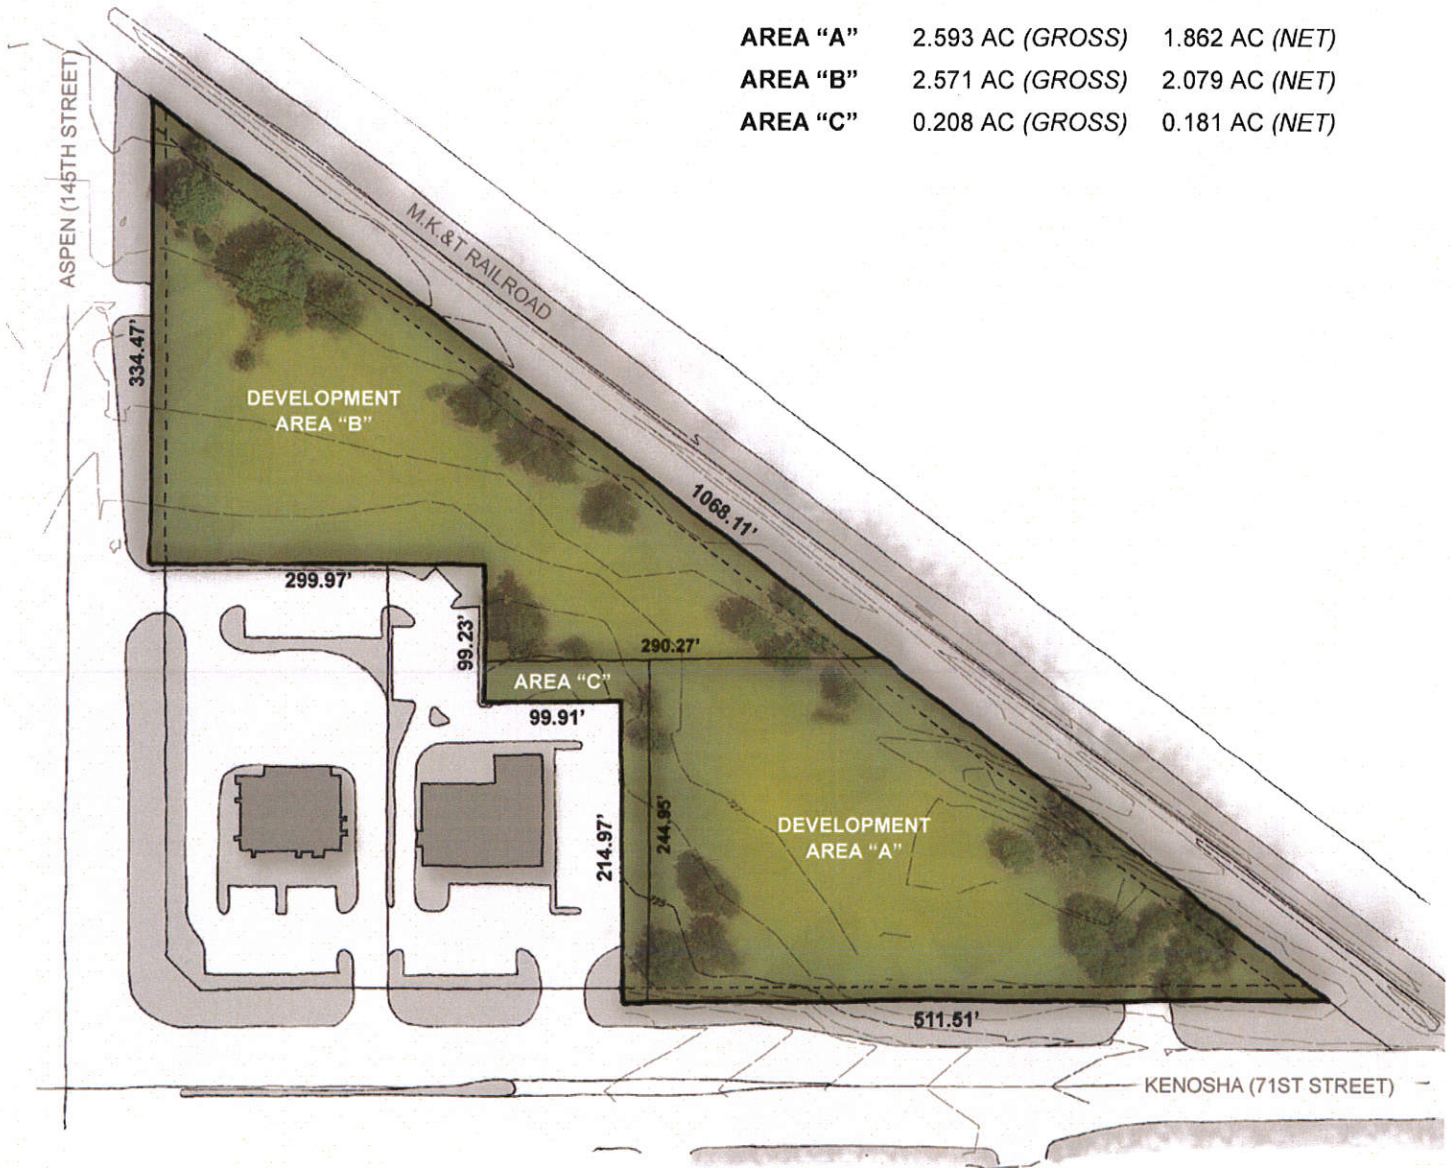 AREA “A” 2.593 AC (GROSS) 1.862 AC (NET)
AREA “B” 2.571 AC (GROSS) 2.079 AC (NET)
AREA “C” 0.208 AC (GROSS) 0.181 AC (NET)
ASPEN (145TH STREET)
M.K.&T RAILROAD
334.47'
DEVELOPMENT
AREA “B”
1068.11'
299.97'
99.23'
290.27'
AREA “C”
99.91'
214.97'
244.95'
727
DEVELOPMENT
AREA “A”
511.51'
KENOSHA (71ST STREET)